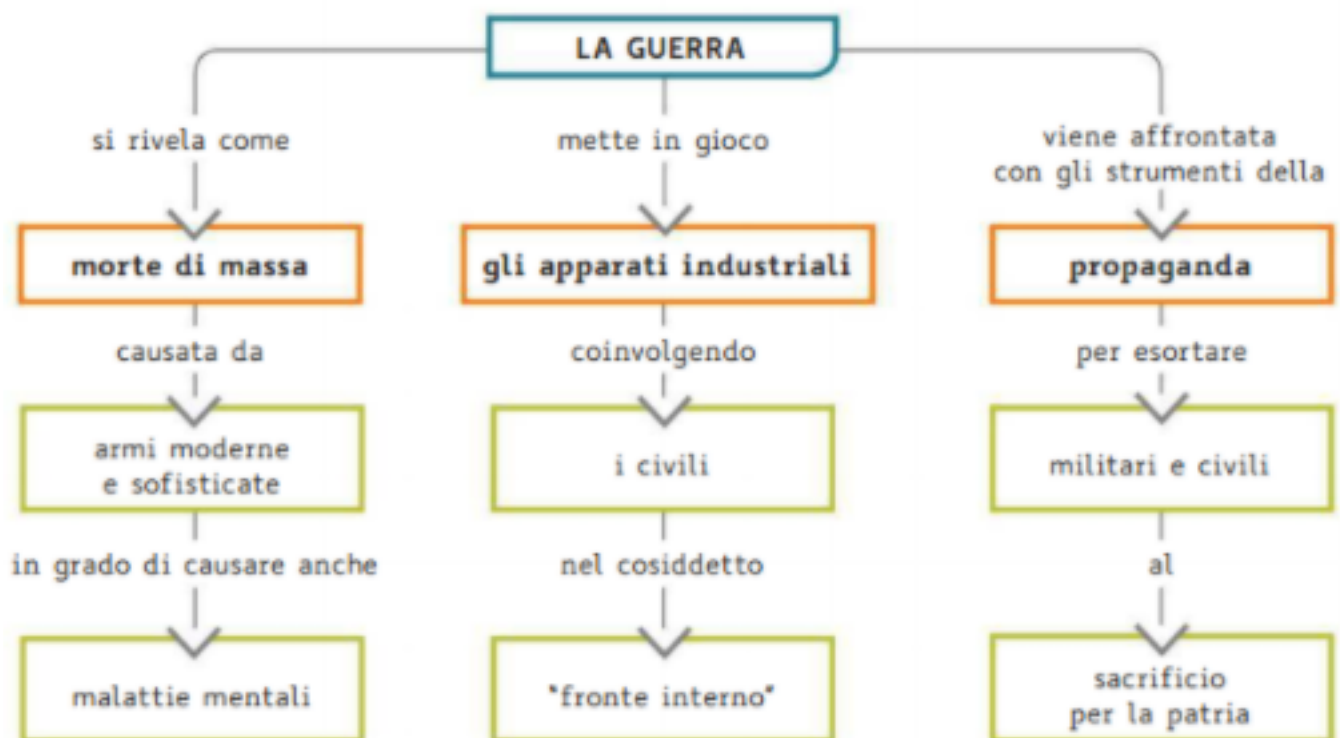 LA GUERRA
si rivela come
mette in gioco
viene affrontata
con gli strumenti della
morte di massa
gli apparati industriali
propaganda
causata da
coinvolgendo
per esortare
armi moderne
e sofisticate
i civili
militari e civili
in grado di causare anche
nel cosiddetto
al
malattie mentali
"fronte interno"
sacrificio
per la patria